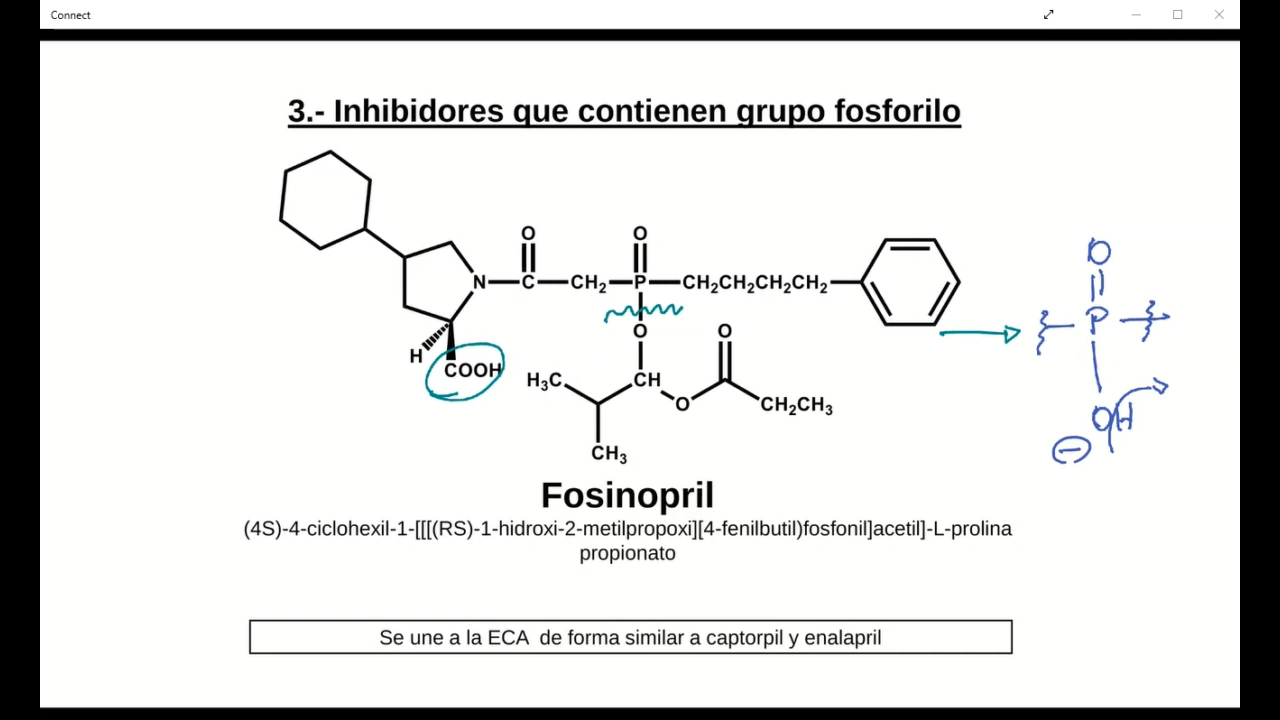 Connect
3.- Inhibidores que contienen grupo fosforilo
O O
N C CH2 P CH2CH2CH2CH2
O
P
O O
H
COOH H3C CH
O CH2CH3
OH
CH3
Fosinopril
(4S)-4-ciclohexil-1-[[[(RS)-1-hidroxi-2-metilpropoxi][4-fenilbutil)fosfonil]acetil]-L-prolina
propionato
Se une a la ECA de forma similar a captorpil y enalapril